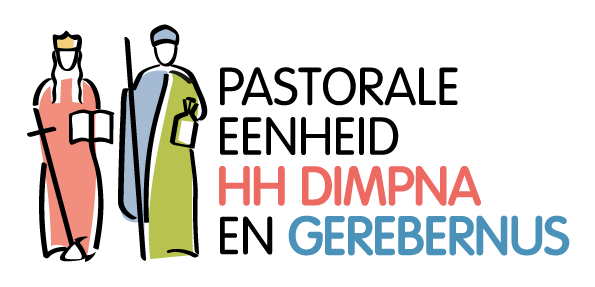 PASTORALE
EENHEID
HH DIMPNA
EN GEREBERNUS